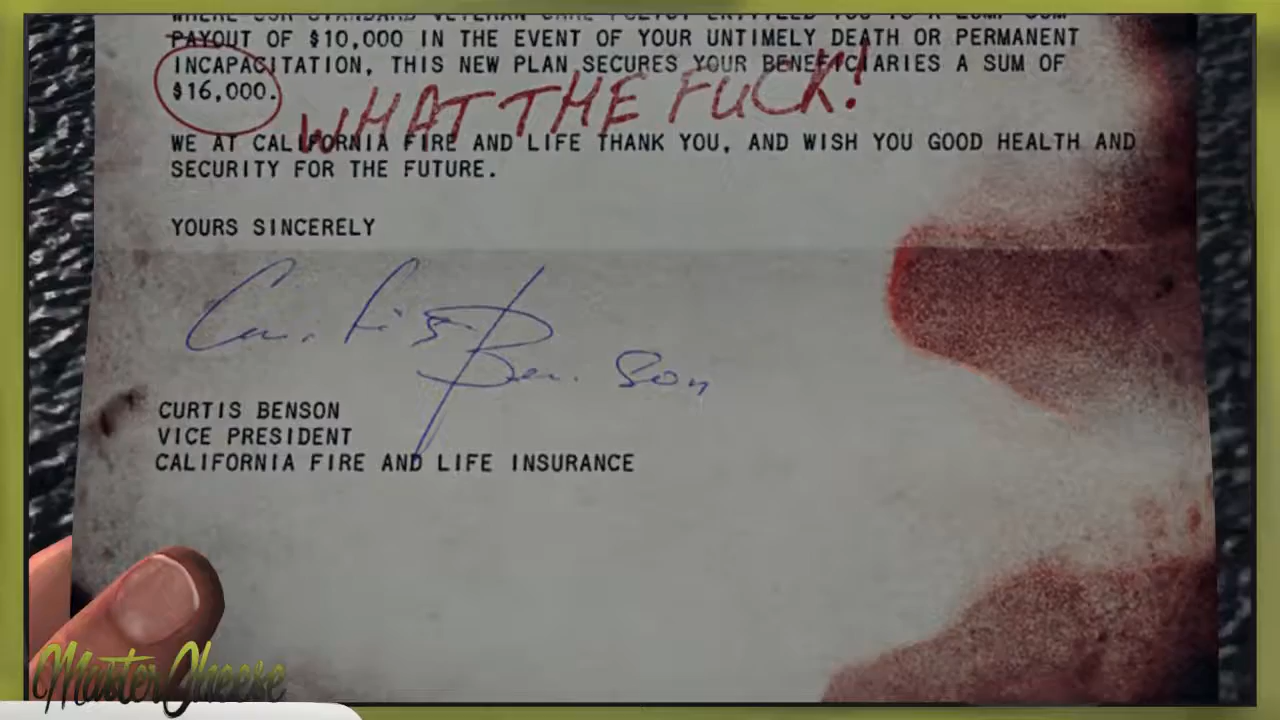 PAYOUT OF $10,000 IN THE EVENT OF YOUR UNTIMELY DEATH OR PERMANENT
INCAPACITATION, THIS NEW PLAN SECURES YOUR BENEFICIARIES A SUM OF
$16,000.
WHAT THE FUCK!
WE AT CALIFORNIA FIRE AND LIFE THANK YOU, AND WISH YOU GOOD HEALTH AND
SECURITY FOR THE FUTURE.
YOURS SINCERELY
Curtis Benson
CURTIS BENSON
VICE PRESIDENT
CALIFORNIA FIRE AND LIFE INSURANCE
MasterCheese